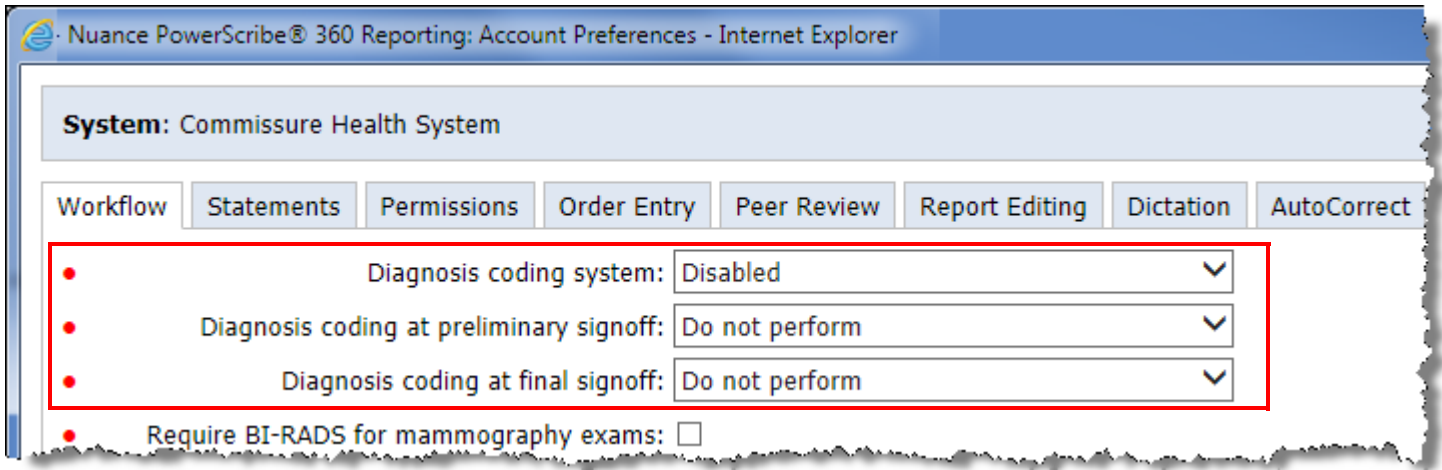 Nuance PowerScribe® 360 Reporting: Account Preferences - Internet Explorer
System: Commissure Health System
Workflow Statements Permissions Order Entry Peer Review Report Editing Dictation AutoCorrect
Diagnosis coding system: Disabled
Diagnosis coding at preliminary signoff: Do not perform
Diagnosis coding at final signoff: Do not perform
Require BI-RADS for mammography exams: